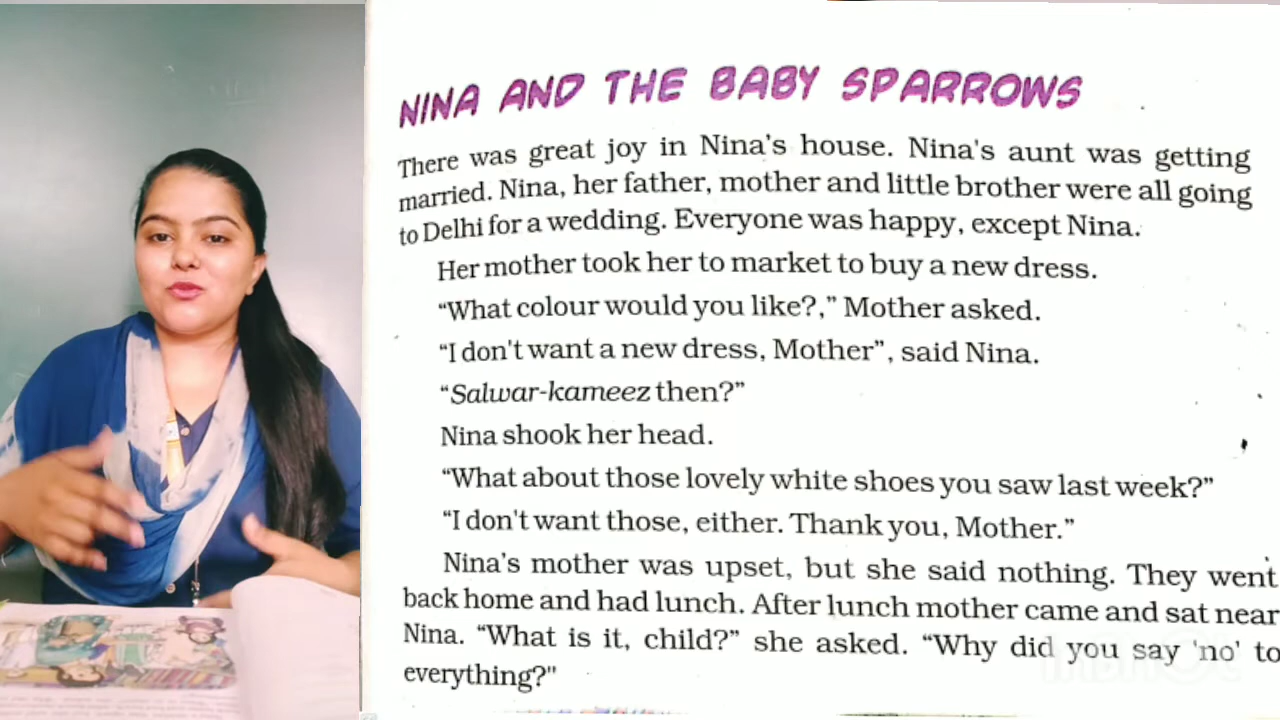 NINA AND THE BABY SPARROWS
There was great joy in Nina's house. Nina's aunt was getting
married. Nina, her father, mother and little brother were all going
to Delhi for a wedding. Everyone was happy, except Nina.
Her mother took her to market to buy a new dress.
“What colour would you like?,” Mother asked.
“I don't want a new dress, Mother”, said Nina.
“Salwar-kameez then?”
Nina shook her head.
“What about those lovely white shoes you saw last week?”
“I don't want those, either. Thank you, Mother.”
Nina's mother was upset, but she said nothing. They went
back home and had lunch. After lunch mother came and sat near
Nina. “What is it, child?” she asked. “Why did you say 'no' to
everything?"